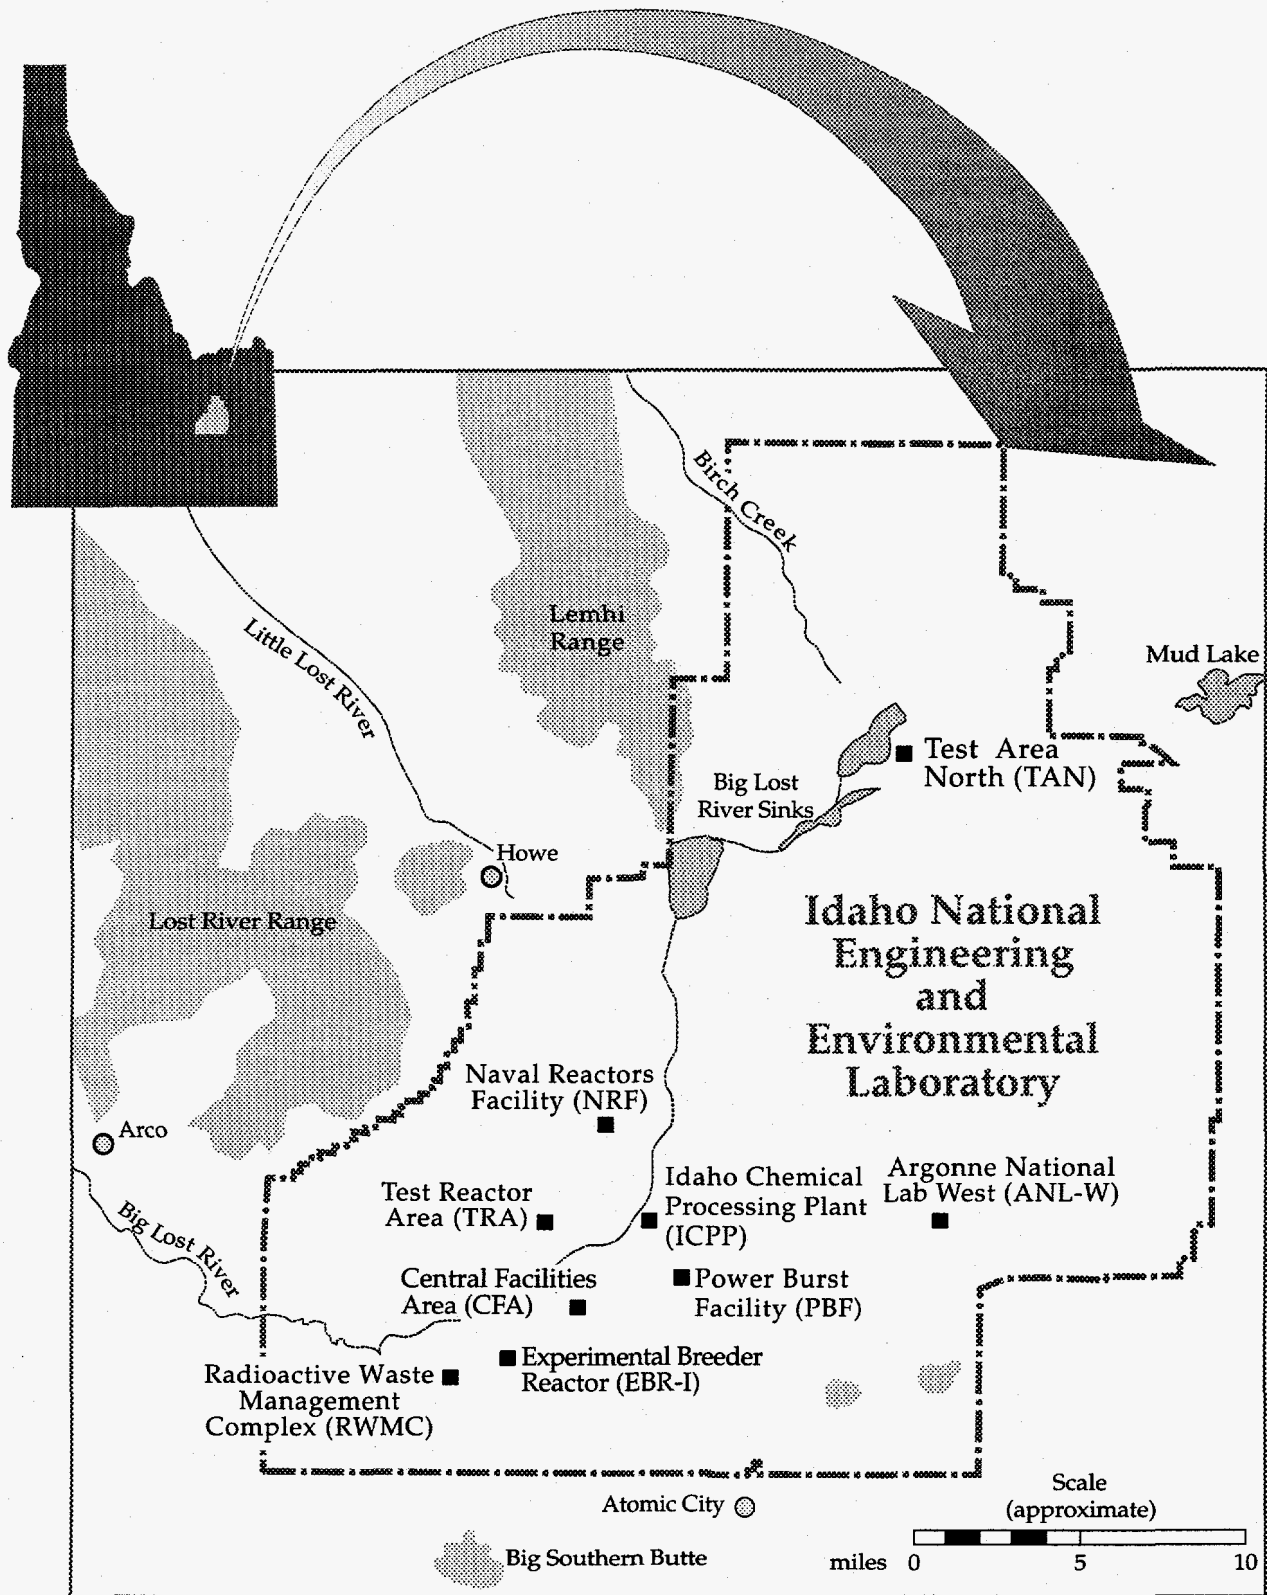 Birch Creek
Lemhi
Range
Little Lost River
Mud Lake
Test Area
North (TAN)
Big Lost
River Sinks
Howe
Lost River Range
Idaho National
Engineering
and
Environmental
Laboratory
Naval Reactors
Facility (NRF)
Arco
Test Reactor
Area (TRA)
Idaho Chemical
Processing Plant
(ICPP)
Argonne National
Lab West (ANL-W)
Big Lost River
Central Facilities
Area (CFA)
Power Burst
Facility (PBF)
Radioactive Waste
Management
Complex (RWMC)
Experimental Breeder
Reactor (EBR-I)
Atomic City
Scale
(approximate)
Big Southern Butte
miles 0 5 10